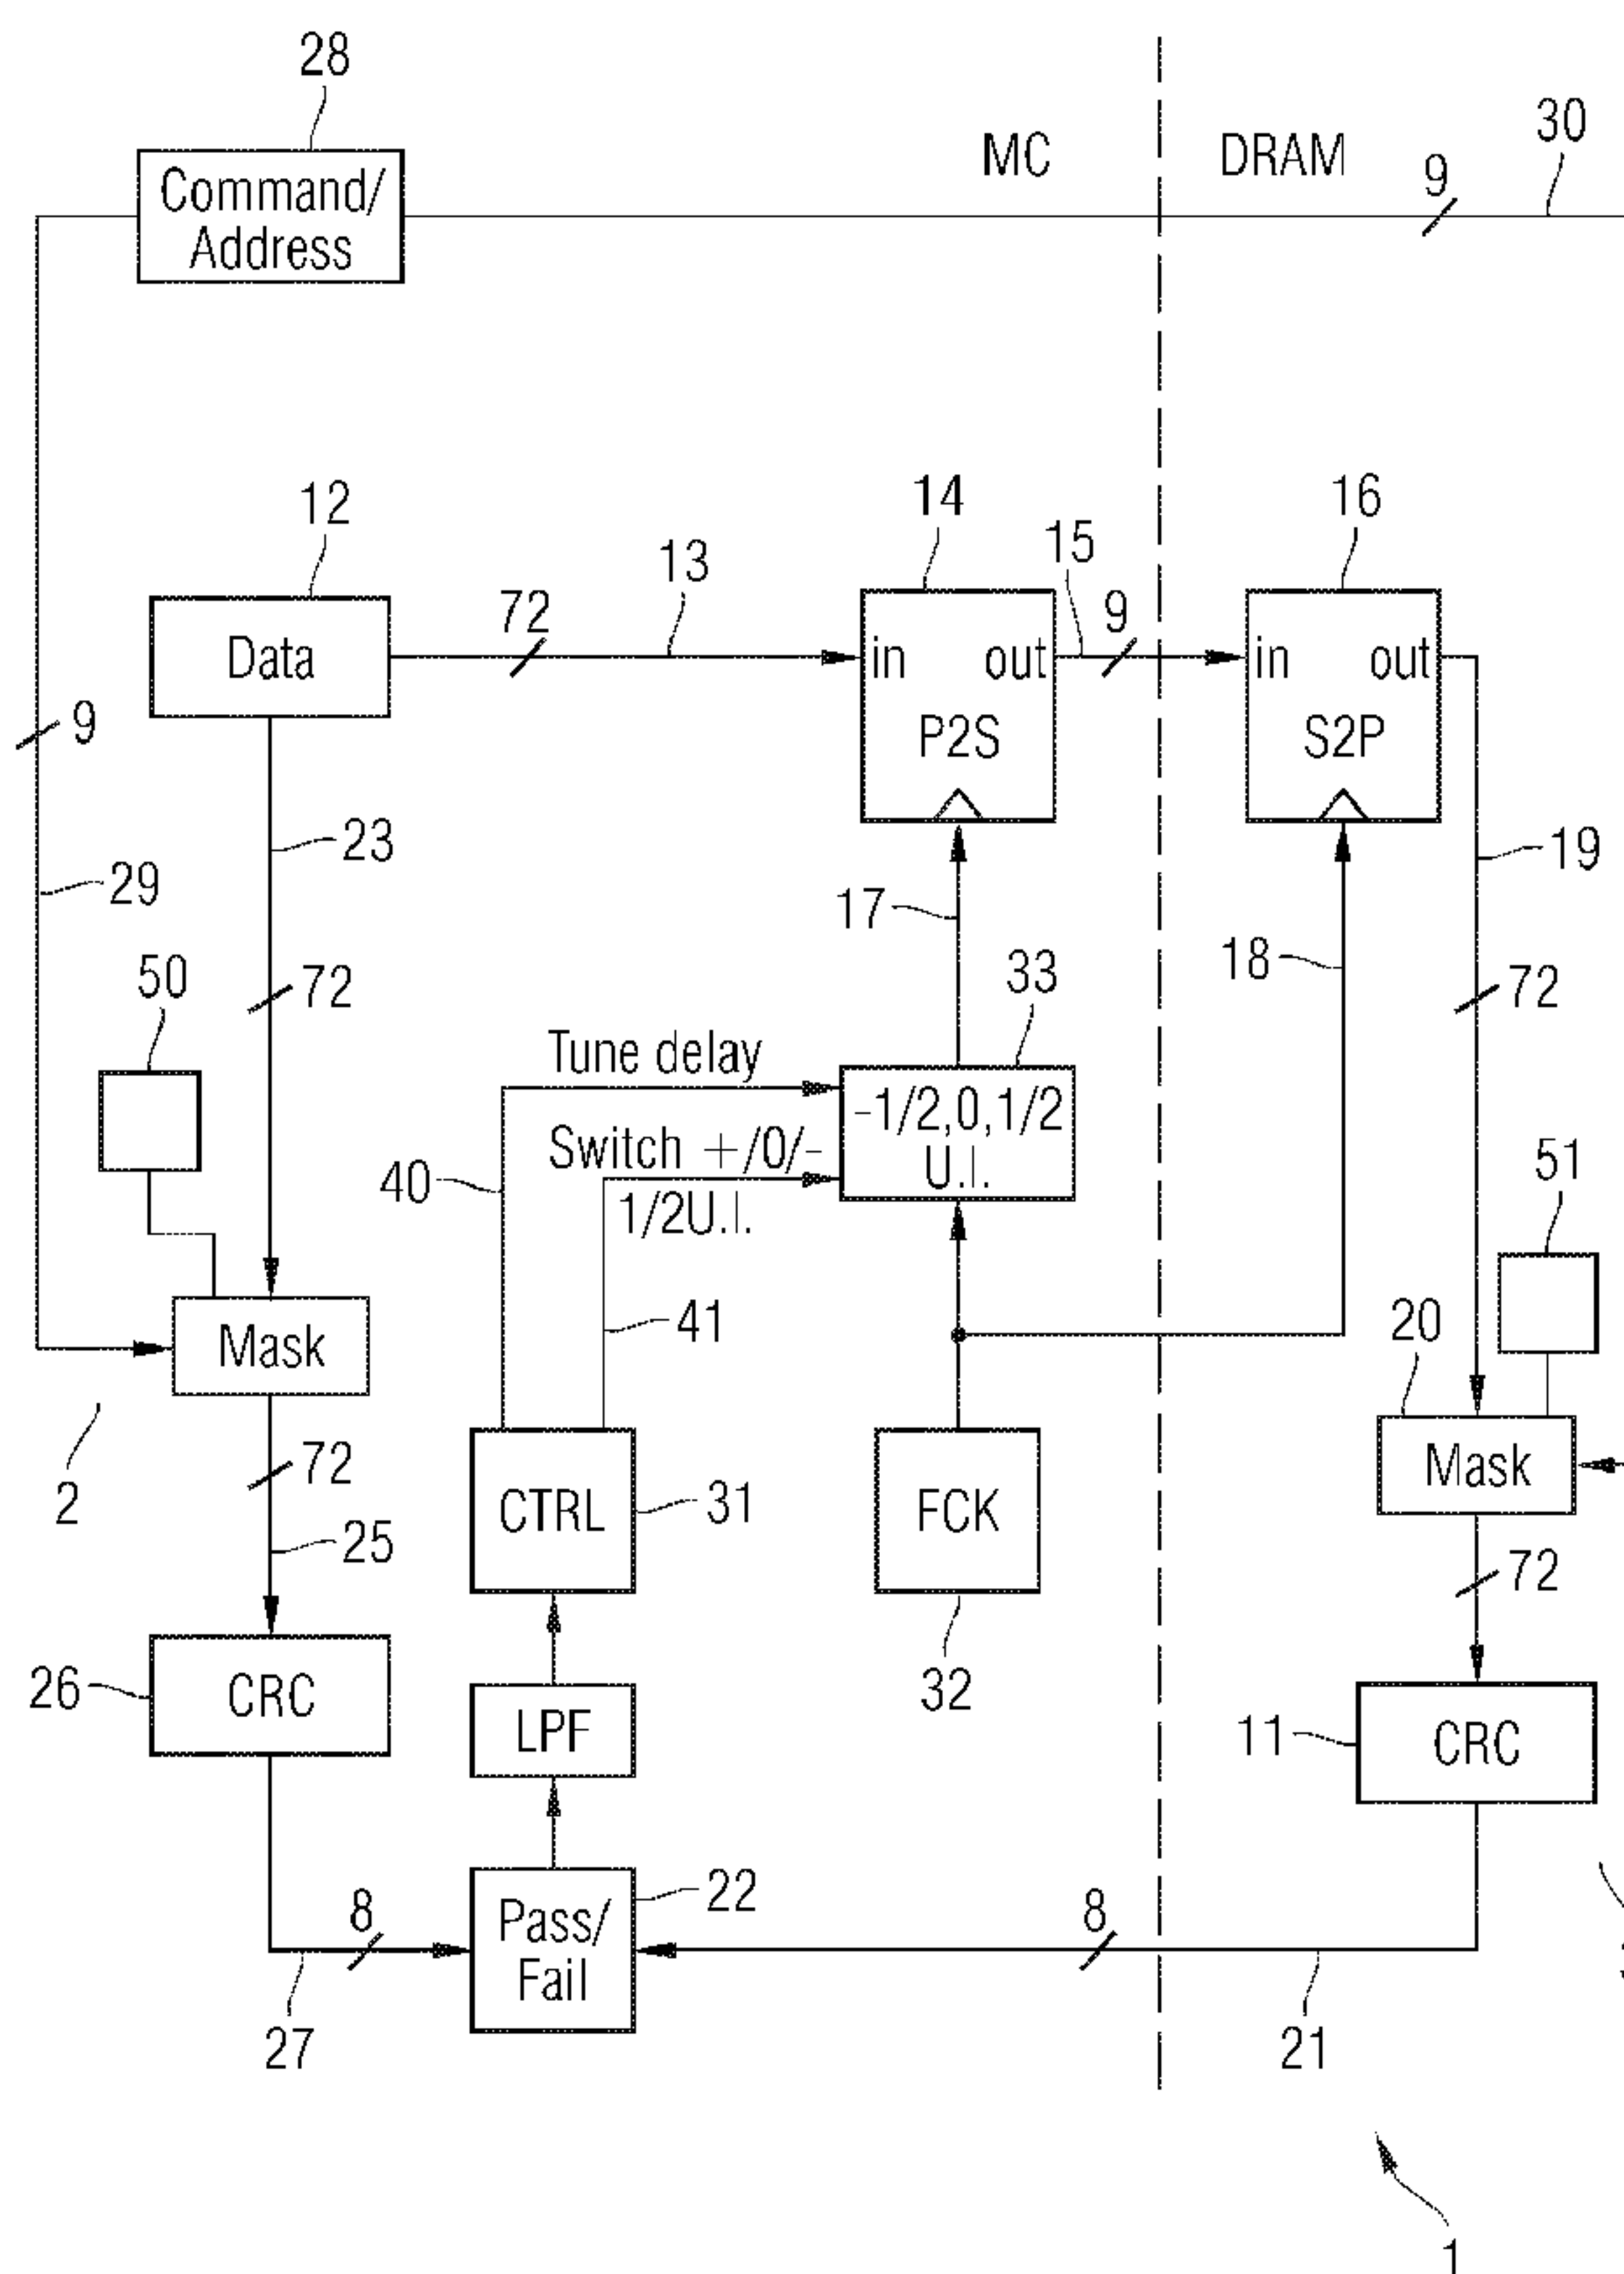 28
Command/
Address
MC
DRAM
9
30
12
Data
72
13
14
in
out
P2S
15
9
16
in
out
S2P
9
29
23
72
50
17
33
18
19
72
Tune delay
-1/2,0,1/2
U.I.
Switch +/0/-
1/2U.I.
40
41
51
20
Mask
Mask
2
72
25
CTRL
31
FCK
32
72
26
CRC
LPF
11
CRC
8
27
Pass/
Fail
22
8
21
1